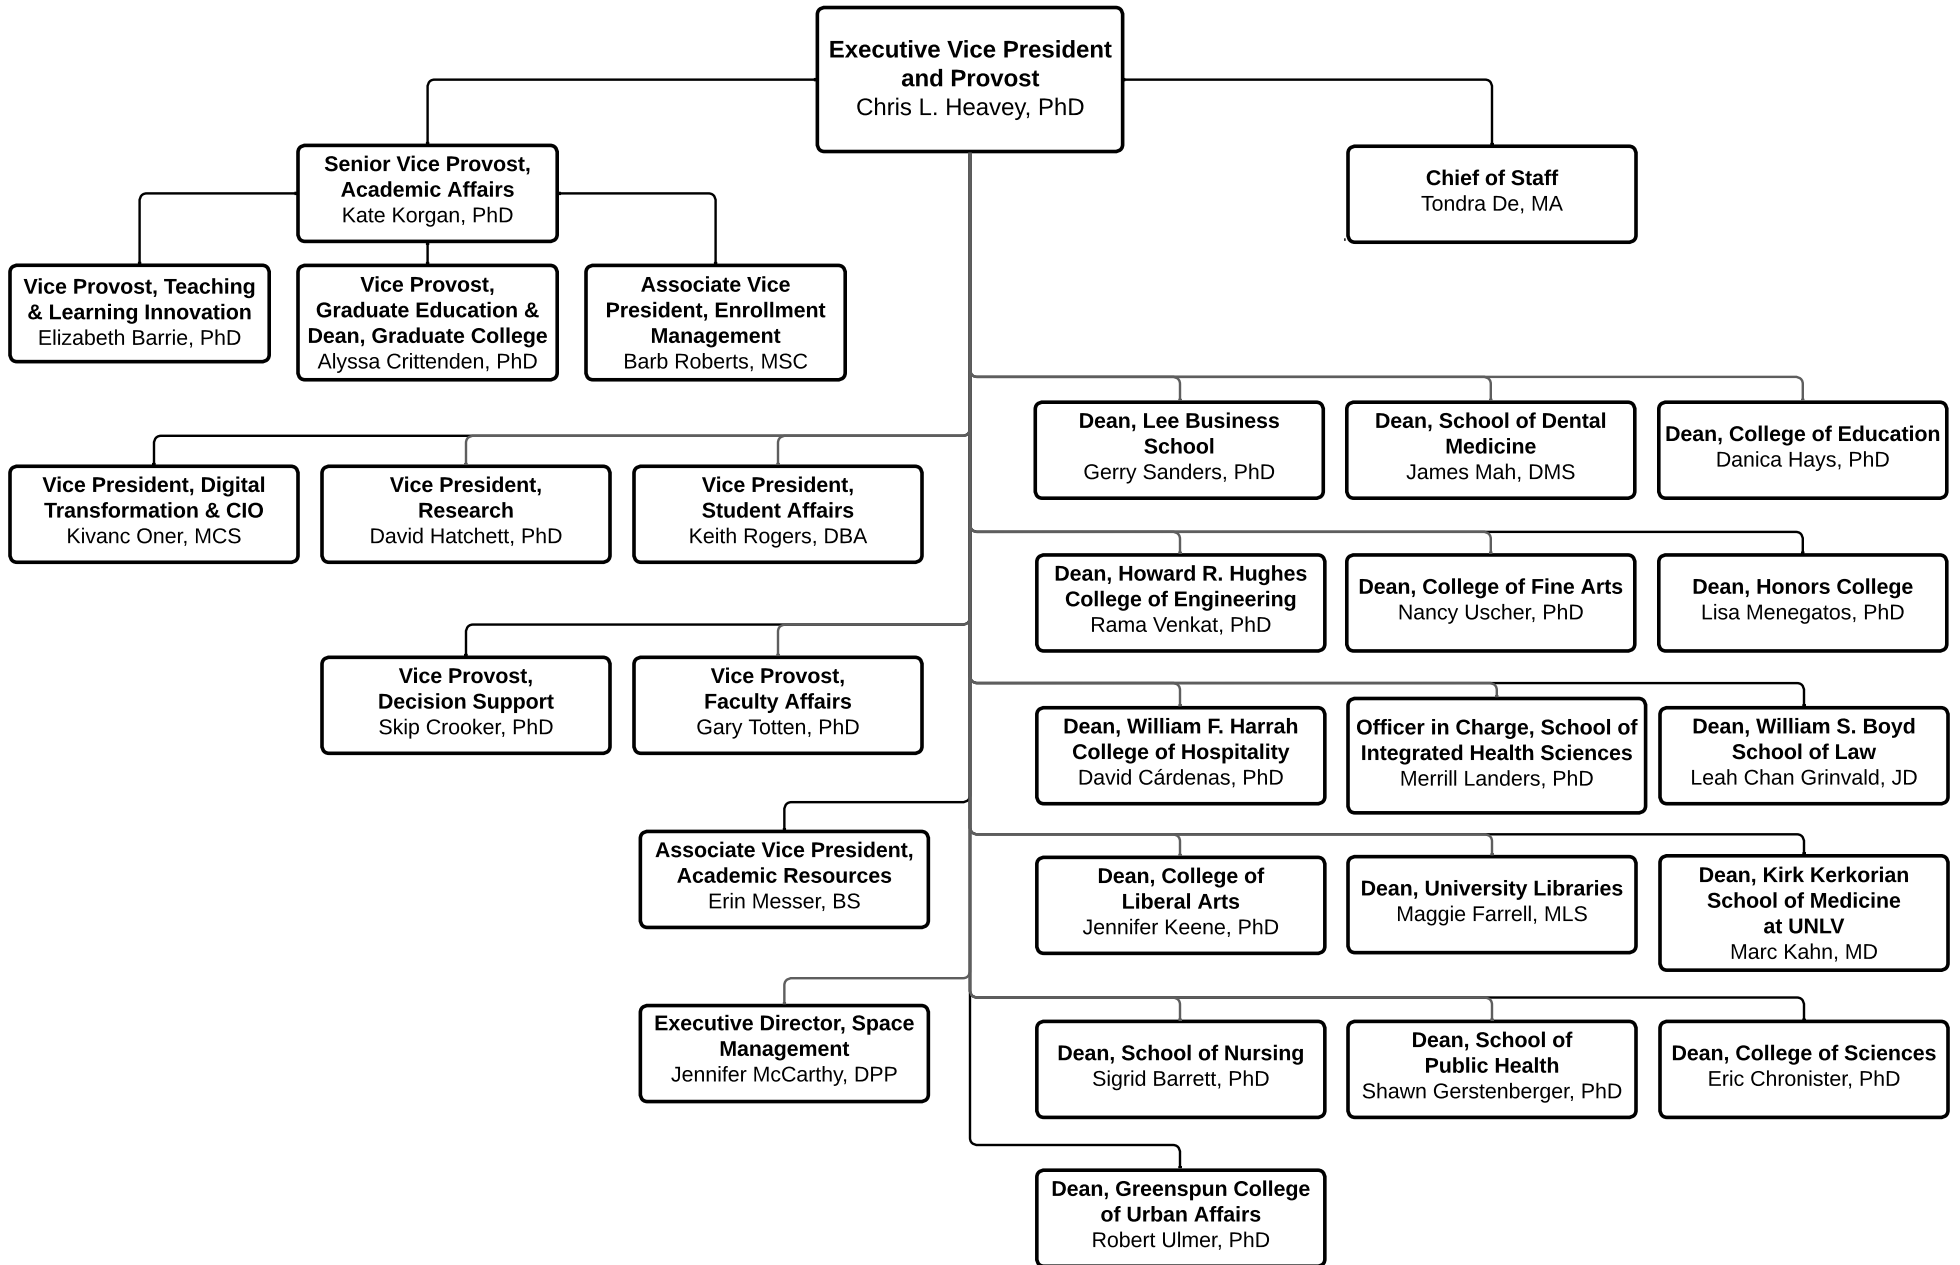 Executive Vice President
and Provost
Chris L. Heavey, PhD
Senior Vice Provost,
Academic Affairs
Kate Korgan, PhD
Chief of Staff
Tondra De, MA
Vice Provost, Teaching
& Learning Innovation
Elizabeth Barrie, PhD
Vice Provost,
Graduate Education &
Dean, Graduate College
Alyssa Crittenden, PhD
Associate Vice
President, Enrollment
Management
Barb Roberts, MSC
Dean, Lee Business
School
Gerry Sanders, PhD
Dean, School of Dental
Medicine
James Mah, DMS
Dean, College of Education
Danica Hays, PhD
Vice President, Digital
Transformation & CIO
Kivanc Oner, MCS
Vice President,
Research
David Hatchett, PhD
Vice President,
Student Affairs
Keith Rogers, DBA
Dean, Howard R. Hughes
College of Engineering
Rama Venkat, PhD
Dean, College of Fine Arts
Nancy Uscher, PhD
Dean, Honors College
Lisa Menegatos, PhD
Vice Provost,
Decision Support
Skip Crooker, PhD
Vice Provost,
Faculty Affairs
Gary Totten, PhD
Dean, William F. Harrah
College of Hospitality
David Cárdenas, PhD
Officer in Charge, School of
Integrated Health Sciences
Merrill Landers, PhD
Dean, William S. Boyd
School of Law
Leah Chan Grinvald, JD
Associate Vice President,
Academic Resources
Erin Messer, BS
Dean, College of
Liberal Arts
Jennifer Keene, PhD
Dean, University Libraries
Maggie Farrell, MLS
Dean, Kirk Kerkorian
School of Medicine
at UNLV
Marc Kahn, MD
Executive Director, Space
Management
Jennifer McCarthy, DPP
Dean, School of Nursing
Sigrid Barrett, PhD
Dean, School of
Public Health
Shawn Gerstenberger, PhD
Dean, College of Sciences
Eric Chronister, PhD
Dean, Greenspun College
of Urban Affairs
Robert Ulmer, PhD